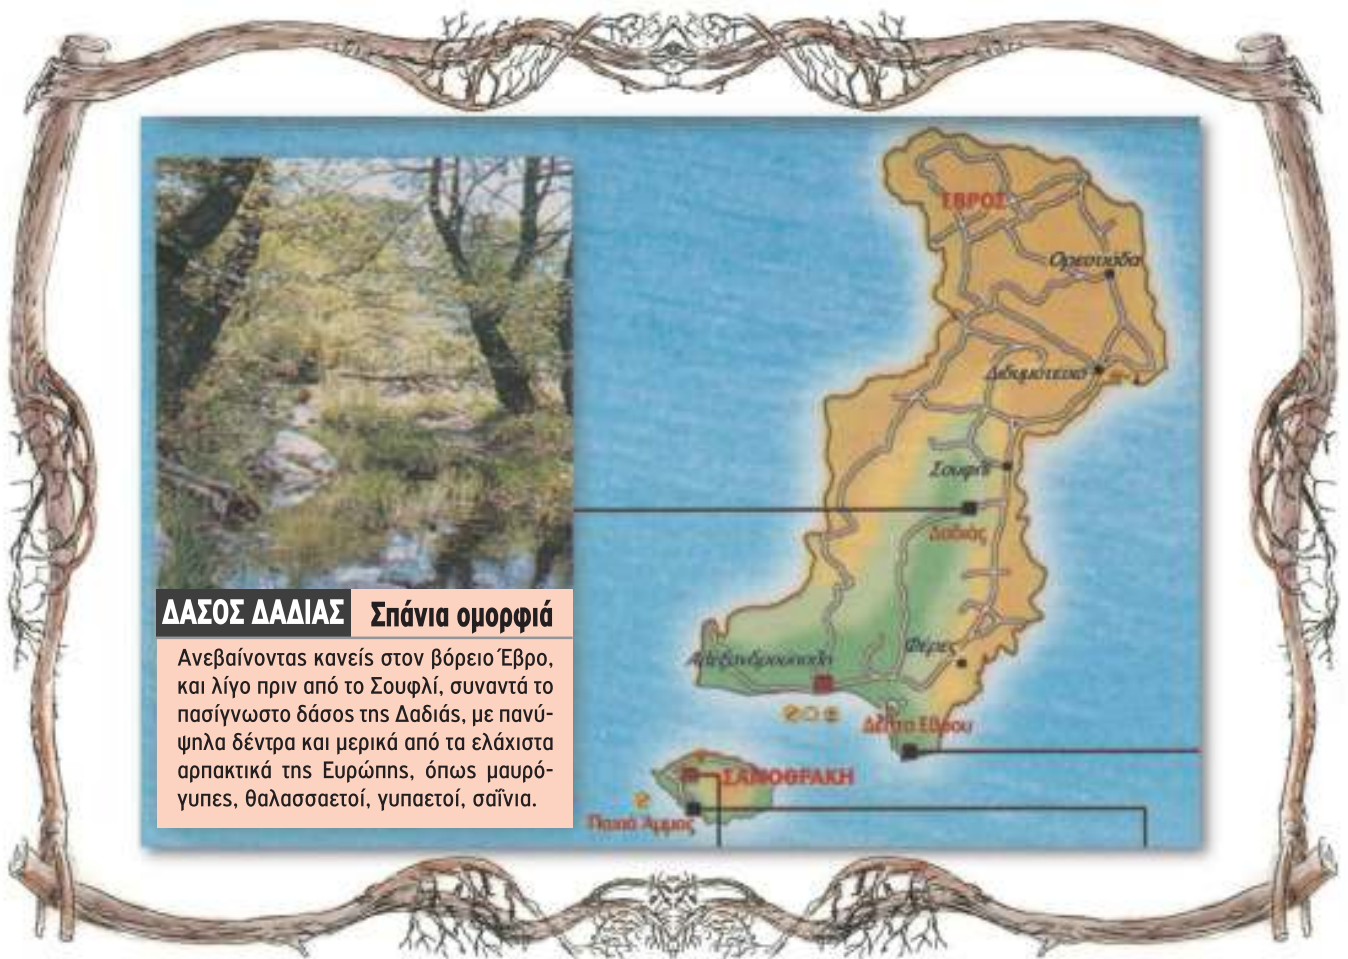 ΕΒΡΟΣ
Ορεστιάδα
Διδυμότειχο
Σουφλί
Δαδιάς
ΔΑΣΟΣ ΔΑΔΙΑΣ Σπάνια ομορφιά
Ανεβαίνοντας κανείς στον βόρειο Έβρο,
και λίγο πριν από το Σουφλί, συναντά το
πασίγνωστο δάσος της Δαδιάς, με πανύ-
ψηλα δέντρα και μερικά από τα ελάχιστα
αρπακτικά της Ευρώπης, όπως μαυρό-
γυπες, θαλασσαετοί, γυπαετοί, σαΐνια.
Φέρες
Αλεξανδρούπολη
Δέλτα Έβρου
ΣΑΜΟΘΡΑΚΗ
Παχιά Άμμος